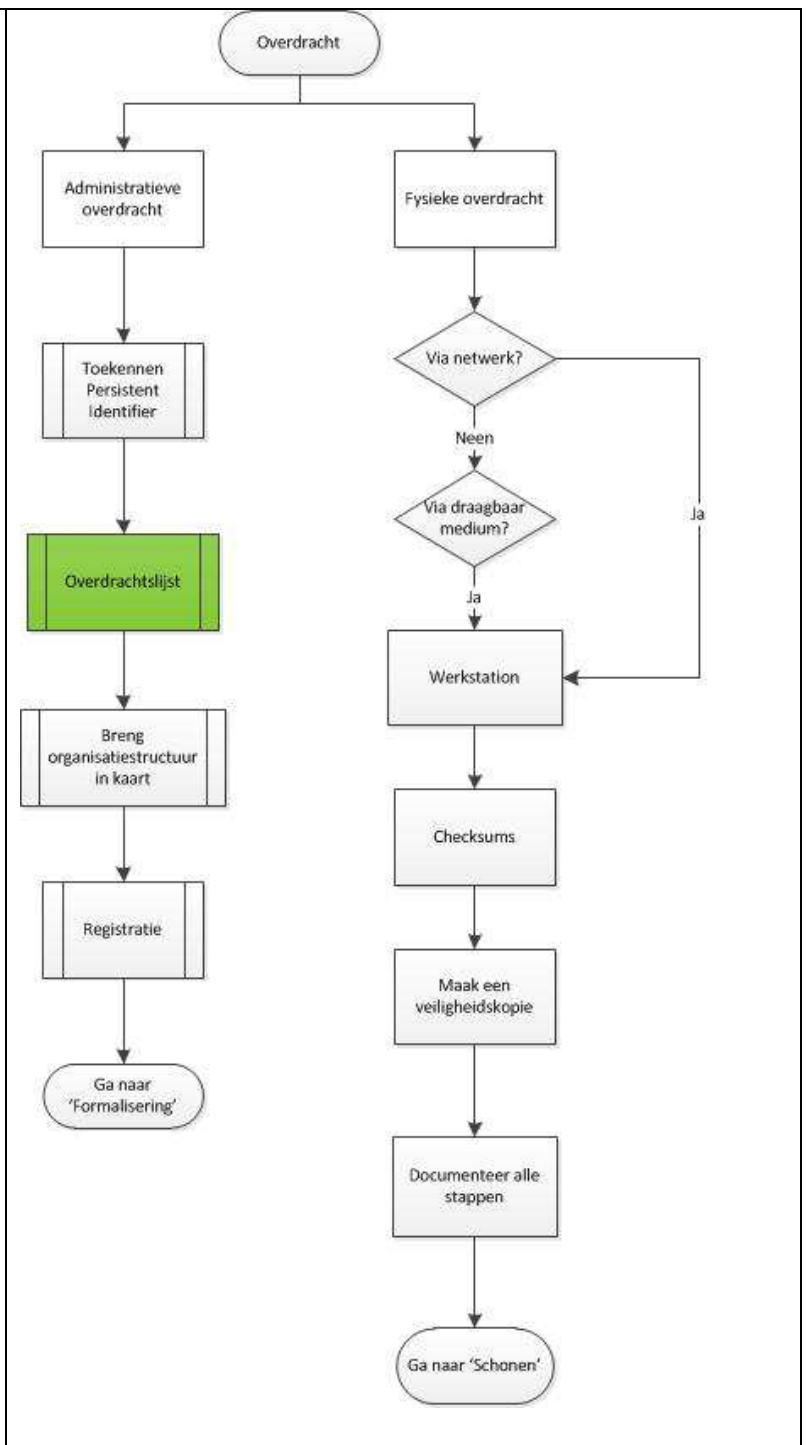 Overdracht
Administratieve
overdracht
Toekennen
Persistent
Identifier
Overdrachtslijst
Breng
organisatiestructuur
in kaart
Registratie
Ga naar
‘Formalisering’
Fysieke overdracht
Via netwerk?
Neen
Ja
Via draagbaar
medium?
Ja
Werkstation
Checksums
Maak een
veiligheidskopie
Documenteer alle
stappen
Ga naar ‘Schonen’